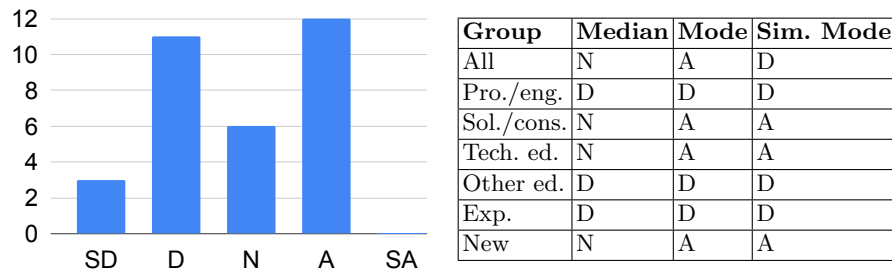 12
10
8
6
4
2
0
SD D N A SA
Group Median Mode Sim. Mode
All N A D
Pro./eng. D D D
Sol./cons. N A A
Tech. ed. N A A
Other ed. D D D
Exp. D D D
New N A A